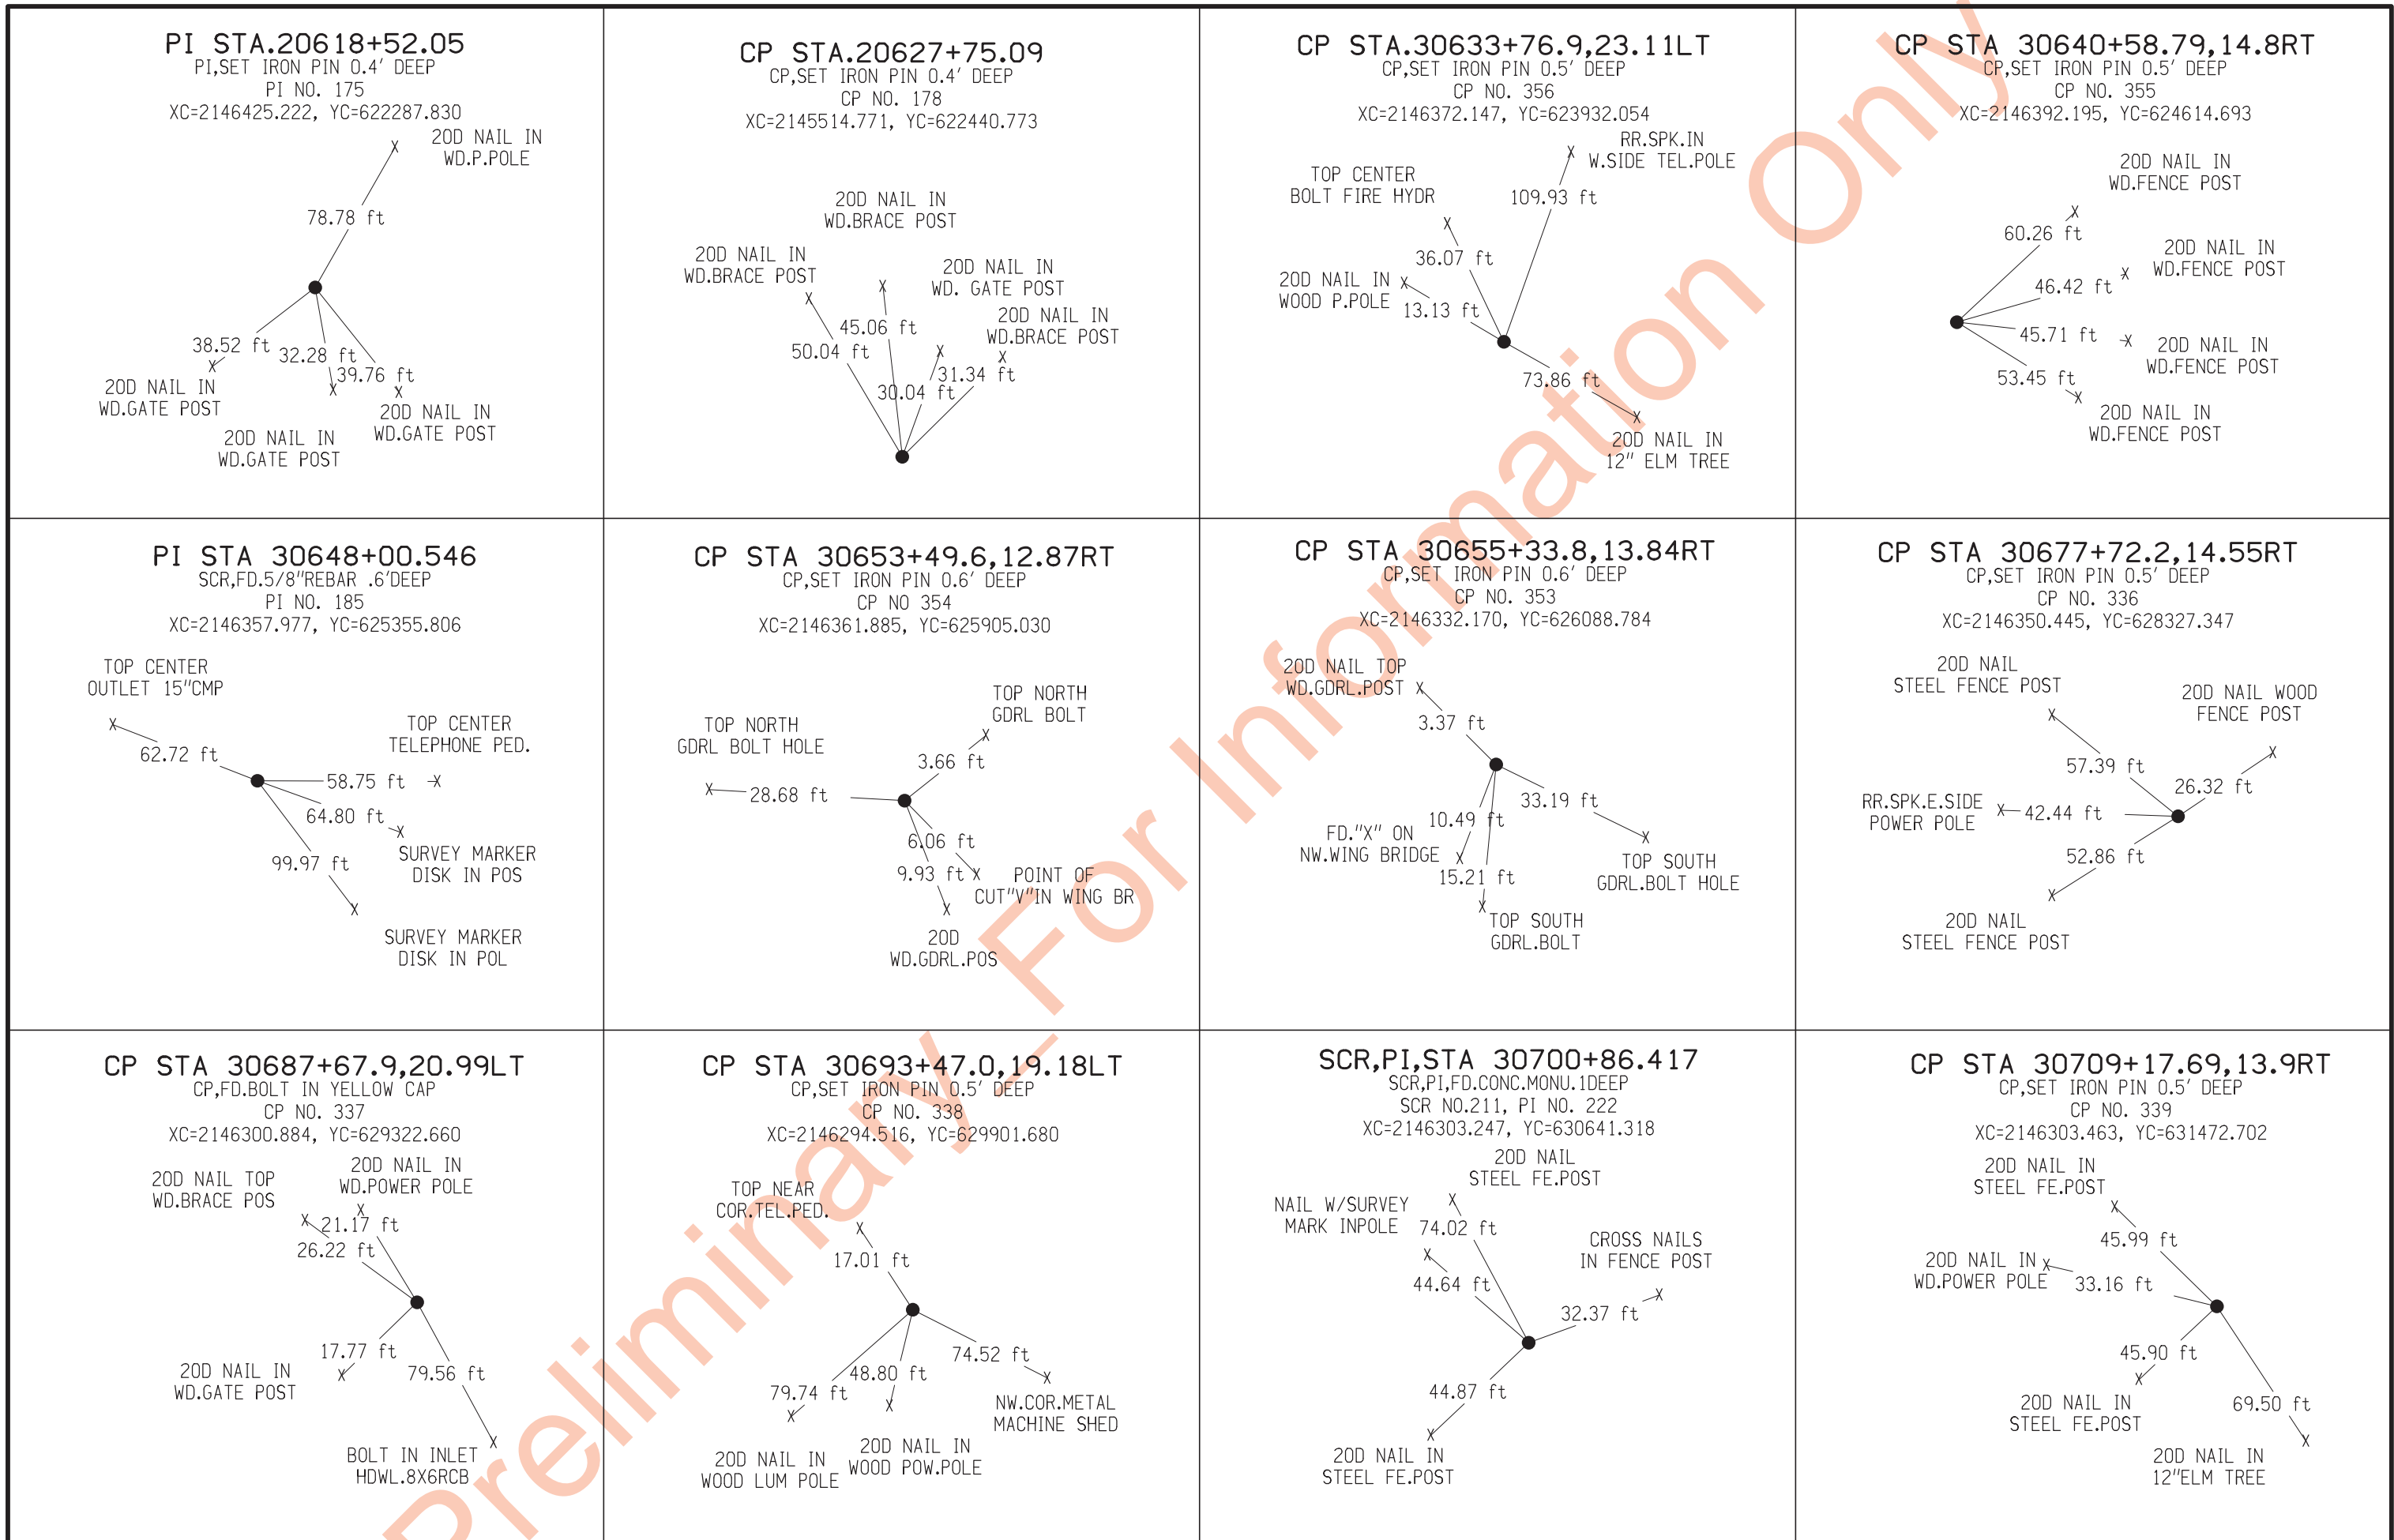 PI STA.20618+52.05
PI,SET IRON PIN 0.4' DEEP
PI NO. 175
XC=2146425.222, YC=622287.830
20D NAIL IN
WD.P.POLE
78.78 ft
38.52 ft
32.28 ft
39.76 ft
20D NAIL IN
WD.GATE POST
20D NAIL IN
WD.GATE POST
20D NAIL IN
WD.GATE POST
CP STA.20627+75.09
CP,SET IRON PIN 0.4' DEEP
CP NO. 178
XC=2145514.771, YC=622440.773
20D NAIL IN
WD.BRACE POST
20D NAIL IN
WD.BRACE POST
20D NAIL IN
WD. GATE POST
20D NAIL IN
WD.BRACE POST
45.06 ft
50.04 ft
31.34 ft
30.04 ft
CP STA.30633+76.9,23.11LT
CP,SET IRON PIN 0.5' DEEP
CP NO. 356
XC=2146372.147, YC=623932.054
RR.SPK.IN
W.SIDE TEL.POLE
TOP CENTER
BOLT FIRE HYDR
109.93 ft
36.07 ft
20D NAIL IN
WOOD P.POLE
13.13 ft
73.86 ft
20D NAIL IN
12" ELM TREE
CP STA 30640+58.79,14.8RT
CP,SET IRON PIN 0.5' DEEP
CP NO. 355
XC=2146392.195, YC=624614.693
20D NAIL IN
WD.FENCE POST
60.26 ft
20D NAIL IN
WD.FENCE POST
46.42 ft
45.71 ft
20D NAIL IN
WD.FENCE POST
53.45 ft
20D NAIL IN
WD.FENCE POST
PI STA 30648+00.546
SCR,FD.5/8"REBAR .6'DEEP
PI NO. 185
XC=2146357.977, YC=625355.806
TOP CENTER
OUTLET 15"CMP
62.72 ft
TOP CENTER
TELEPHONE PED.
58.75 ft
64.80 ft
SURVEY MARKER
DISK IN POS
99.97 ft
SURVEY MARKER
DISK IN POL
CP STA 30653+49.6,12.87RT
CP,SET IRON PIN 0.6' DEEP
CP NO 354
XC=2146361.885, YC=625905.030
TOP NORTH
GDRL BOLT
TOP NORTH
GDRL BOLT HOLE
3.66 ft
28.68 ft
6.06 ft
9.93 ft
POINT OF
CUT"V"IN WING BR
20D
WD.GDRL.POS
CP STA 30655+33.8,13.84RT
CP,SET IRON PIN 0.6' DEEP
CP NO. 353
XC=2146332.170, YC=626088.784
20D NAIL TOP
WD.GDRL.POST
3.37 ft
33.19 ft
10.49 ft
FD."X" ON
NW.WING BRIDGE
15.21 ft
TOP SOUTH
GDRL.BOLT HOLE
TOP SOUTH
GDRL.BOLT
CP STA 30677+72.2,14.55RT
CP,SET IRON PIN 0.5' DEEP
CP NO. 336
XC=2146350.445, YC=628327.347
20D NAIL
STEEL FENCE POST
20D NAIL WOOD
FENCE POST
57.39 ft
26.32 ft
RR.SPK.E.SIDE
POWER POLE
42.44 ft
52.86 ft
20D NAIL
STEEL FENCE POST
CP STA 30687+67.9,20.99LT
CP,FD.BOLT IN YELLOW CAP
CP NO. 337
XC=2146300.884, YC=629322.660
20D NAIL TOP
WD.BRACE POS
20D NAIL IN
WD.POWER POLE
21.17 ft
26.22 ft
17.77 ft
79.56 ft
20D NAIL IN
WD.GATE POST
BOLT IN INLET
HDWL.8X6RCB
CP STA 30693+47.0,19.18LT
CP,SET IRON PIN 0.5' DEEP
CP NO. 338
XC=2146294.516, YC=629901.680
TOP NEAR
COR.TEL.PED.
17.01 ft
74.52 ft
48.80 ft
79.74 ft
NW.COR.METAL
MACHINE SHED
20D NAIL IN
WOOD LUM POLE
20D NAIL IN
WOOD POW.POLE
SCR,PI,STA 30700+86.417
SCR,PI,FD.CONC.MONU.1DEEP
SCR NO.211, PI NO. 222
XC=2146303.247, YC=630641.318
20D NAIL
STEEL FE.POST
NAIL W/SURVEY
MARK INPOLE
74.02 ft
CROSS NAILS
IN FENCE POST
44.64 ft
32.37 ft
44.87 ft
20D NAIL IN
STEEL FE.POST
CP STA 30709+17.69,13.9RT
CP,SET IRON PIN 0.5' DEEP
CP NO. 339
XC=2146303.463, YC=631472.702
20D NAIL IN
STEEL FE.POST
45.99 ft
20D NAIL IN
WD.POWER POLE
33.16 ft
45.90 ft
20D NAIL IN
STEEL FE.POST
69.50 ft
20D NAIL IN
12"ELM TREE
Preliminary_For Information Only